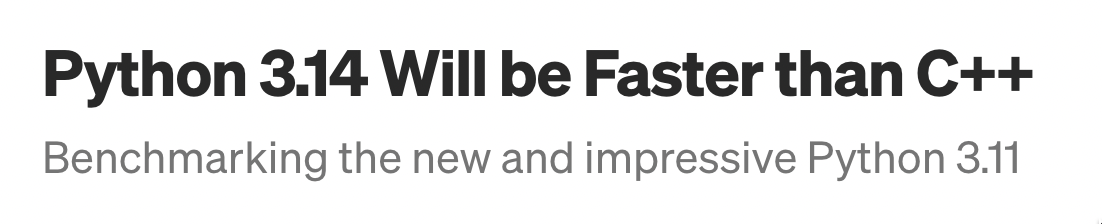 Python 3.14 Will be Faster than C++
Benchmarking the new and impressive Python 3.11